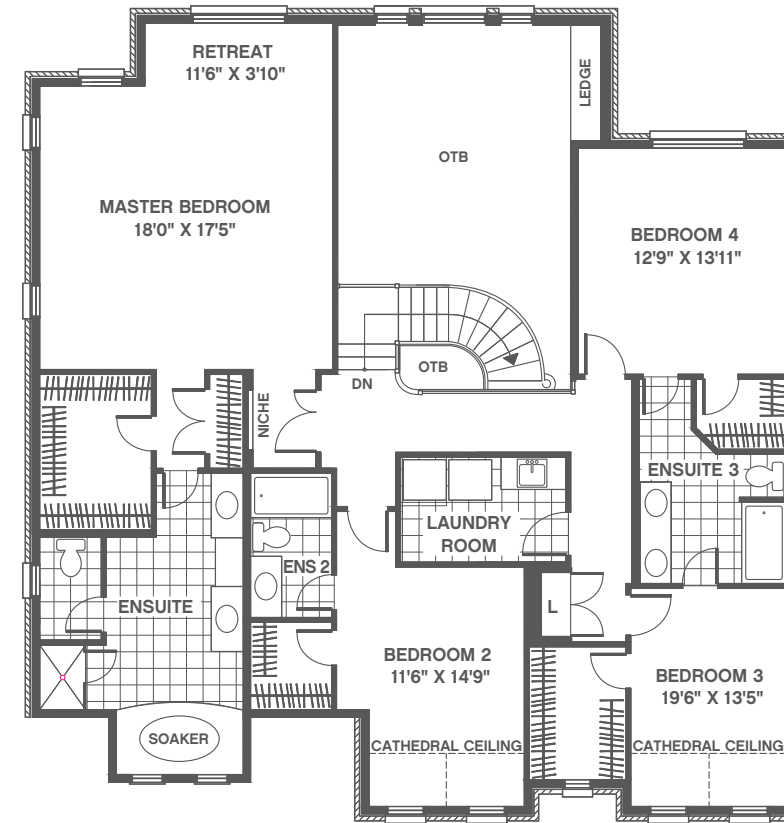 RETREAT
11'6" X 3'10"
LEDGE
OTB
MASTER BEDROOM
18'0" X 17'5"
BEDROOM 4
12'9" X 13'11"
OTB
DN
NICHE
ENSUITE 3
LAUNDRY
ROOM
ENS 2
ENSUITE
L
BEDROOM 2
11'6" X 14'9"
BEDROOM 3
19'6" X 13'5"
SOAKER
CATHEDRAL CEILING
CATHEDRAL CEILING